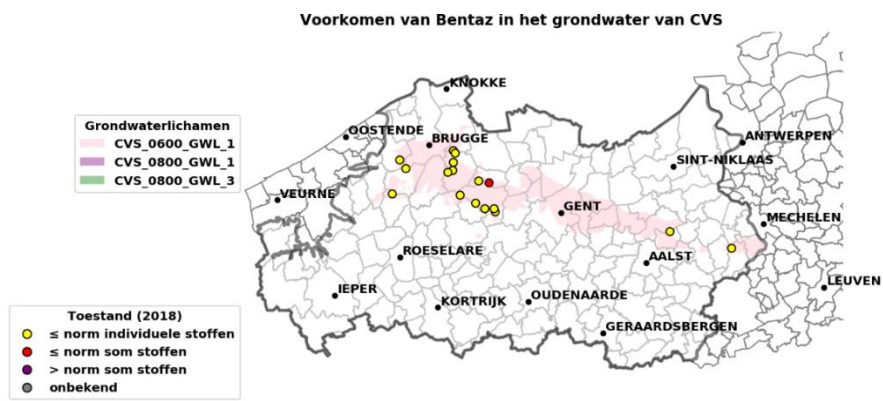 Voorkomen van Bentaz in het grondwater van CVS
KNOKKE
Grondwaterlichamen
CVS_0600_GWL_1
CVS_0800_GWL_1
CVS_0800_GWL_3
OOSTENDE
BRUGGE
ANTWERPEN
SINT-NIKLAAS
VEURNE
GENT
MECHELEN
ROESELARE
AALST
LEUVEN
IEPER
KORTRIJK
OUDENAARDE
GERAARDSBERGEN
Toestand (2018)
≤ norm individuele stoffen
≤ norm som stoffen
> norm som stoffen
onbekend